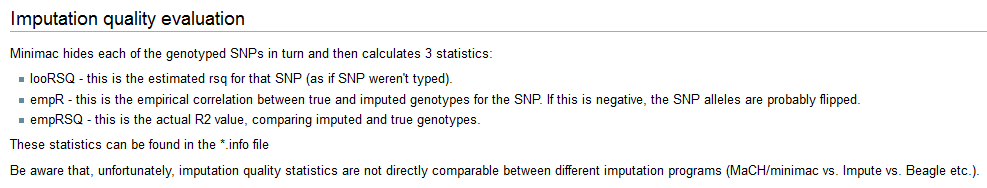 Imputation quality evaluation
Minimac hides each of the genotyped SNPs in turn and then calculates 3 statistics:
looRSQ - this is the estimated rsq for that SNP (as if SNP weren't typed).
empR - this is the empirical correlation between true and imputed genotypes for the SNP. If this is negative, the SNP alleles are probably flipped.
empRSQ - this is the actual R2 value, comparing imputed and true genotypes.
These statistics can be found in the *.info file
Be aware that, unfortunately, imputation quality statistics are not directly comparable between different imputation programs (MaCH/minimac vs. Impute vs. Beagle etc.).